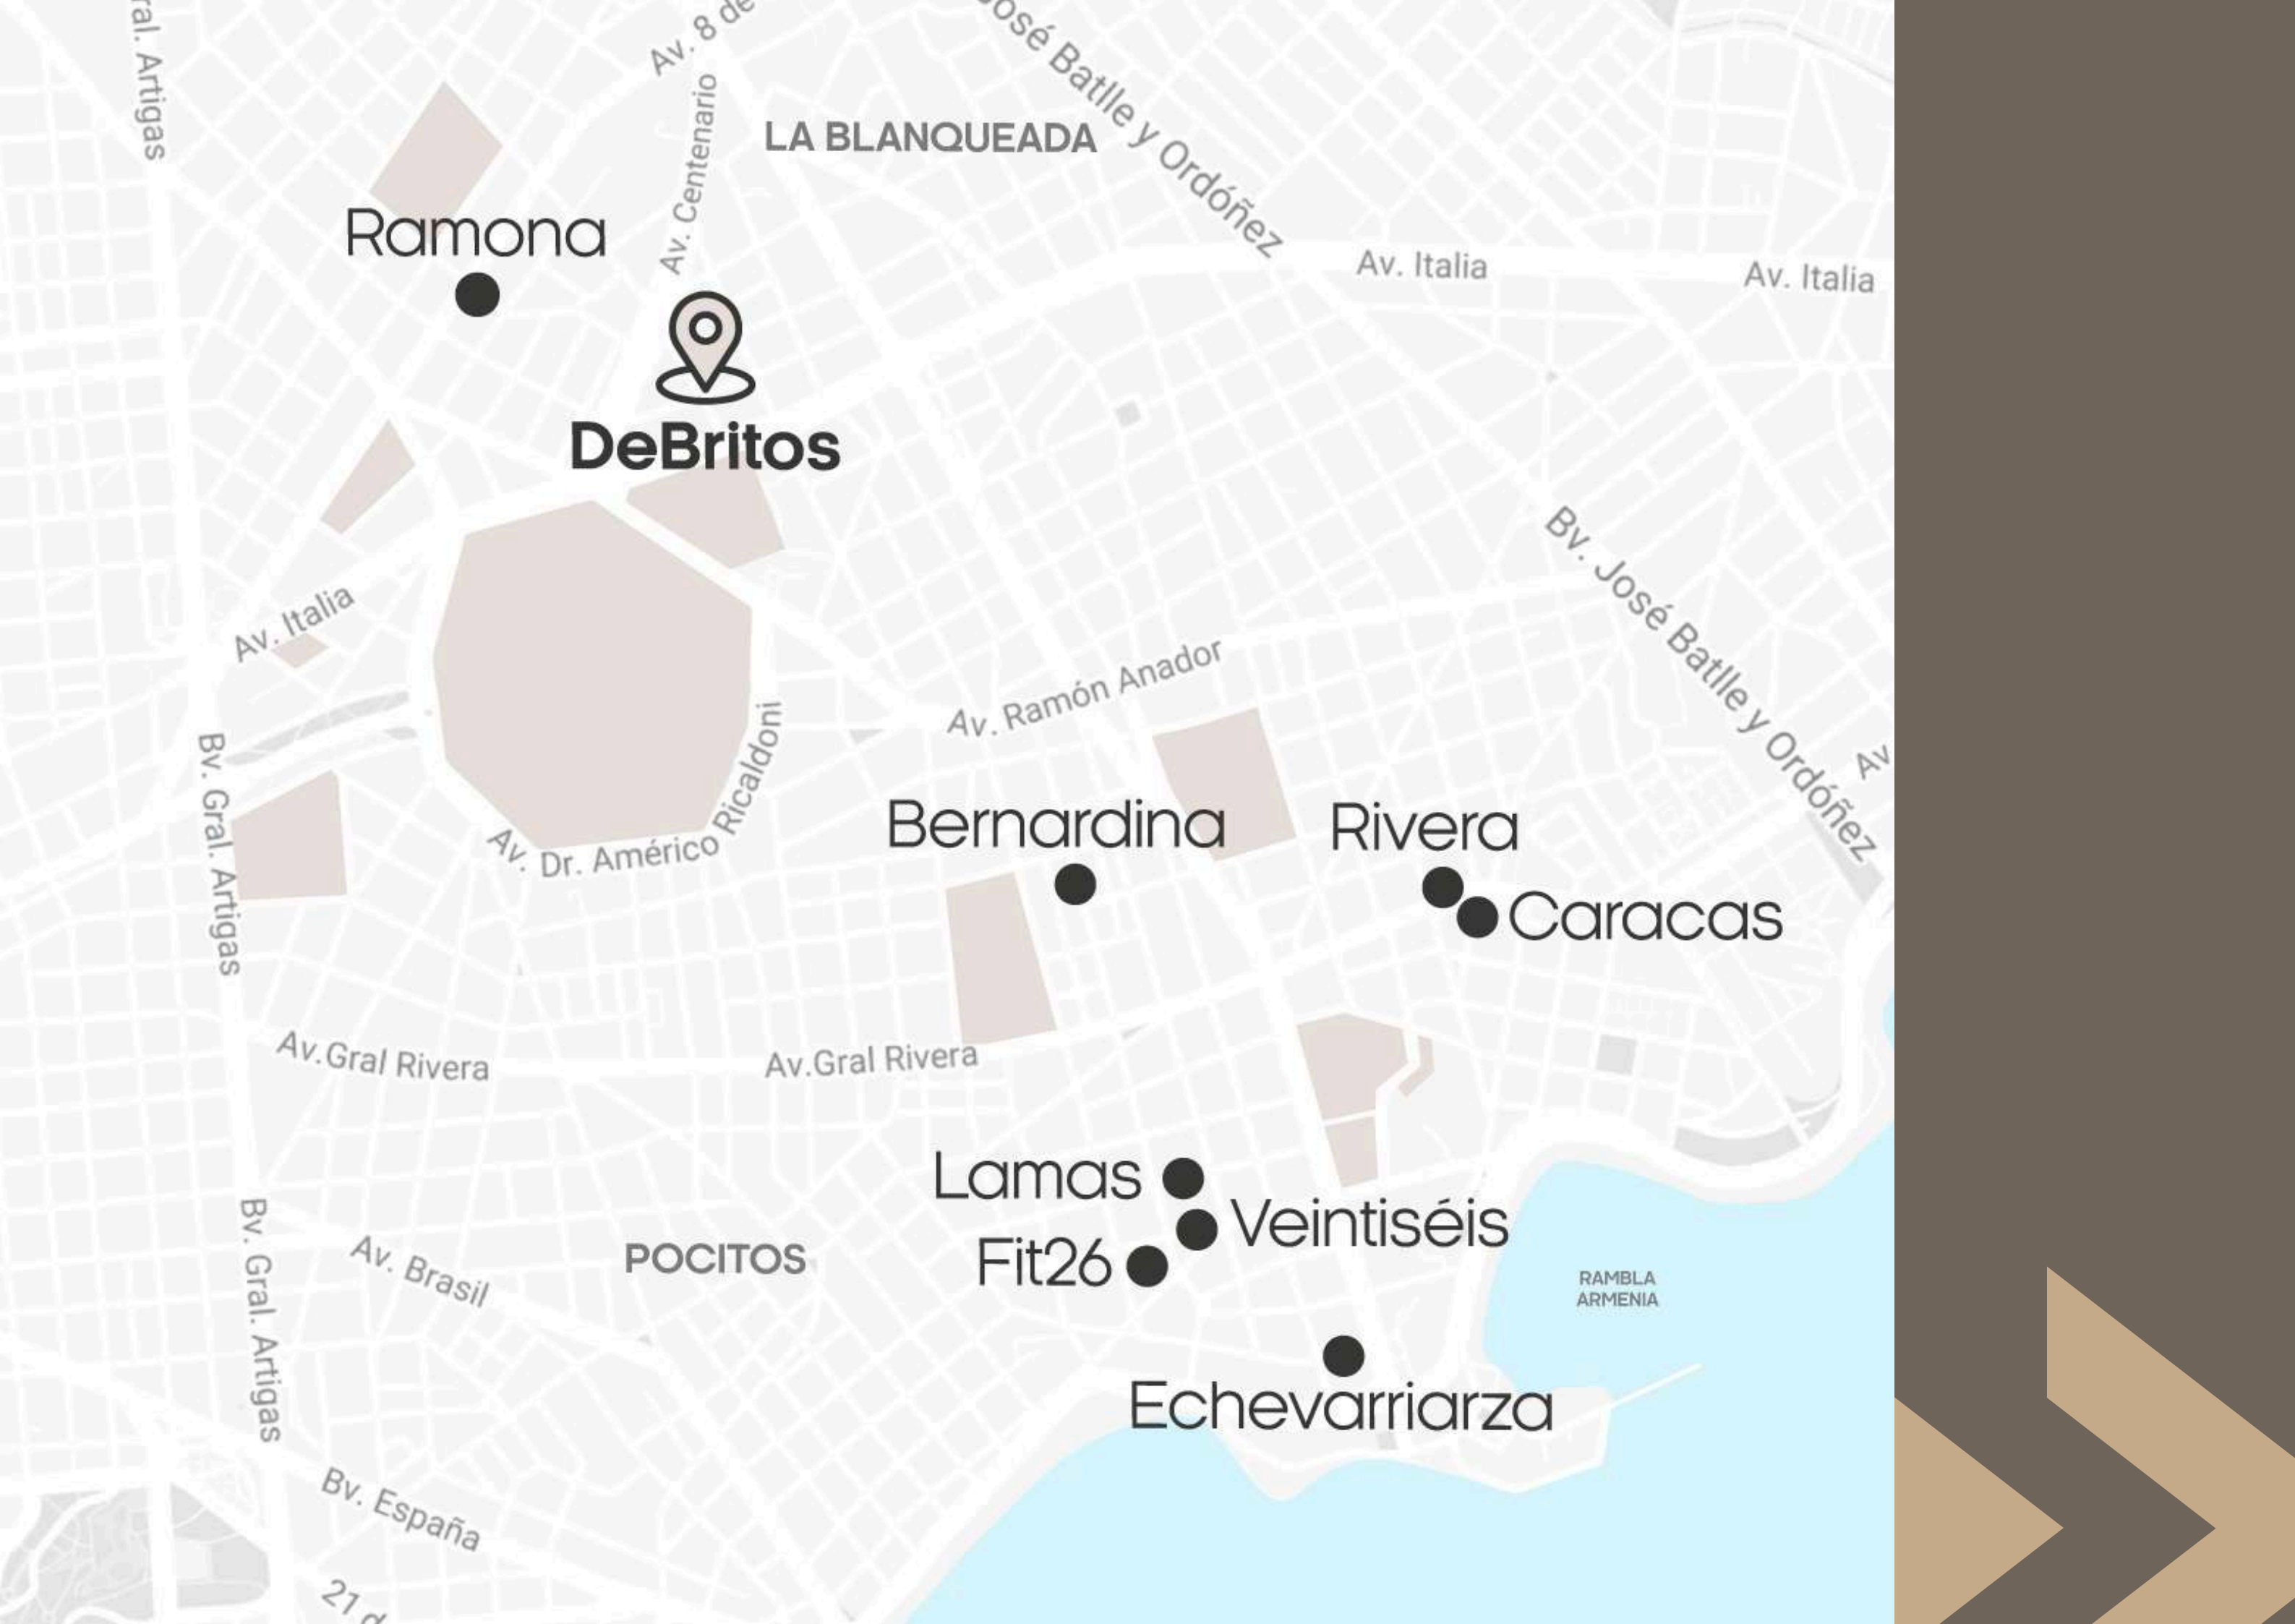 ral. Artigas
Av. 8 de
José Batlle y Ordóñez
Av. Centenario
LA BLANQUEADA
Ramona
Av. Italia
Av. Italia
DeBritos
Bv. José Batlle y Ordóñez
Av. Italia
Av. Ramón Anador
Av
Bv. Gral. Artigas
Av. Dr. Américo Ricaldoni
Bernardina
Rivera
Caracas
Av.Gral Rivera
Av.Gral Rivera
Lamas
Veintiséis
Fit26
POCITOS
Av. Brasil
Bv. Gral. Artigas
RAMBLA
ARMENIA
Echevarriarza
Bv. España
21 d